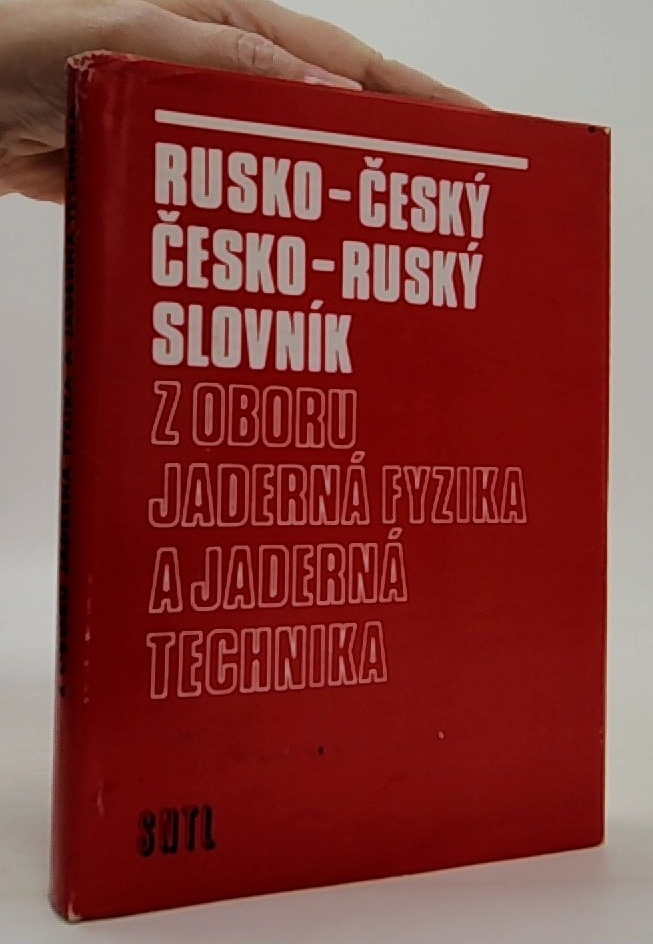 RUSKO-ČESKÝ
ČESKO-RUSKÝ
SLOVNÍK
Z OBORU
JADERNÁ FYZIKA
A JADERNÁ
TECHNIKA
SNTL